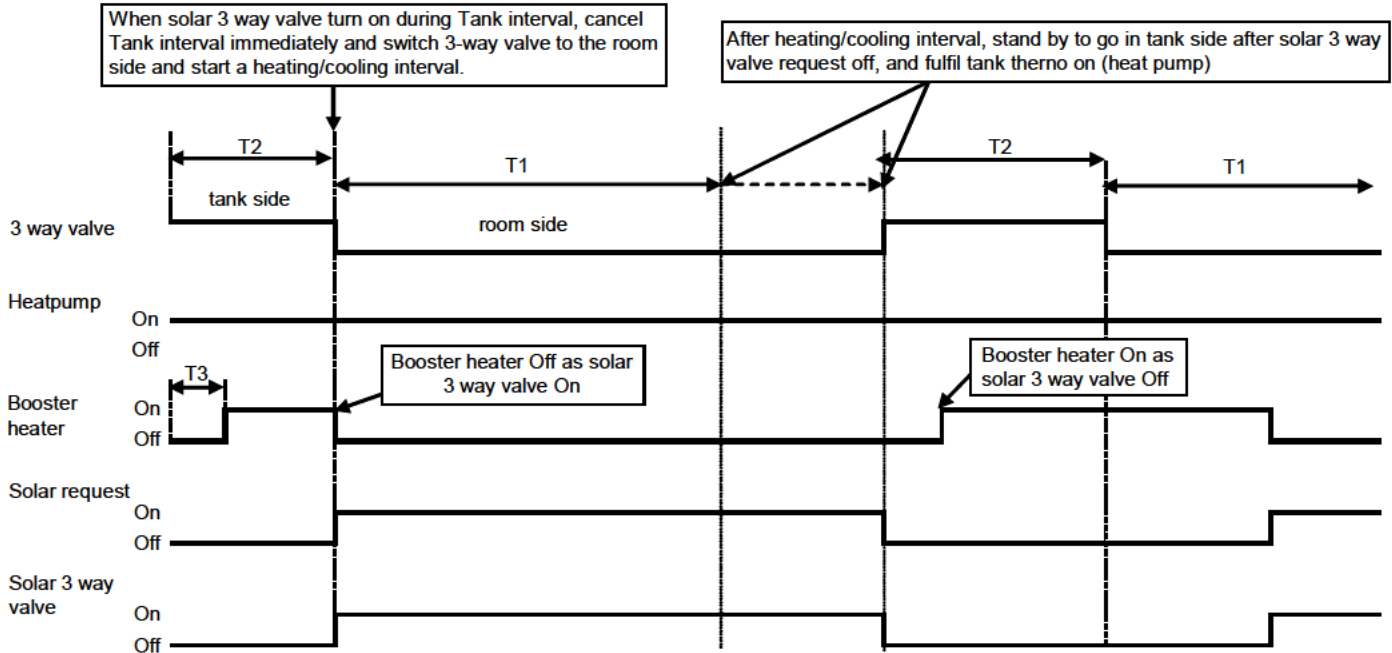 When solar 3 way valve turn on during Tank interval, cancel
Tank interval immediately and switch 3-way valve to the room
side and start a heating/cooling interval.
After heating/cooling interval, stand by to go in tank side after solar 3 way
valve request off, and fulfil tank therno on (heat pump)
T2
T1
T2
T1
tank side
room side
3 way valve
Heatpump
On
Off
T3
Booster heater Off as solar
3 way valve On
Booster heater On as
solar 3 way valve Off
Booster
heater
On
Off
Solar request
On
Off
Solar 3 way
valve
On
Off